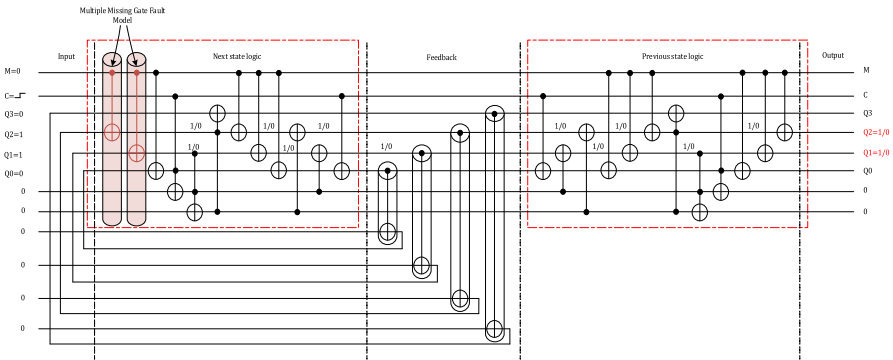 Multiple Missing Gate Fault
Model
Input
Next state logic
Feedback
Previous state logic
Output
M=0
M
C=
C
Q3=0
Q3
Q2=1
1/0
1/0
1/0
1/0
1/0
1/0
Q2=1/0
Q1=1
1/0
1/0
1/0
1/0
1/0
Q1=1/0
Q0=0
Q0
0
0
0
0
0
0
0
0